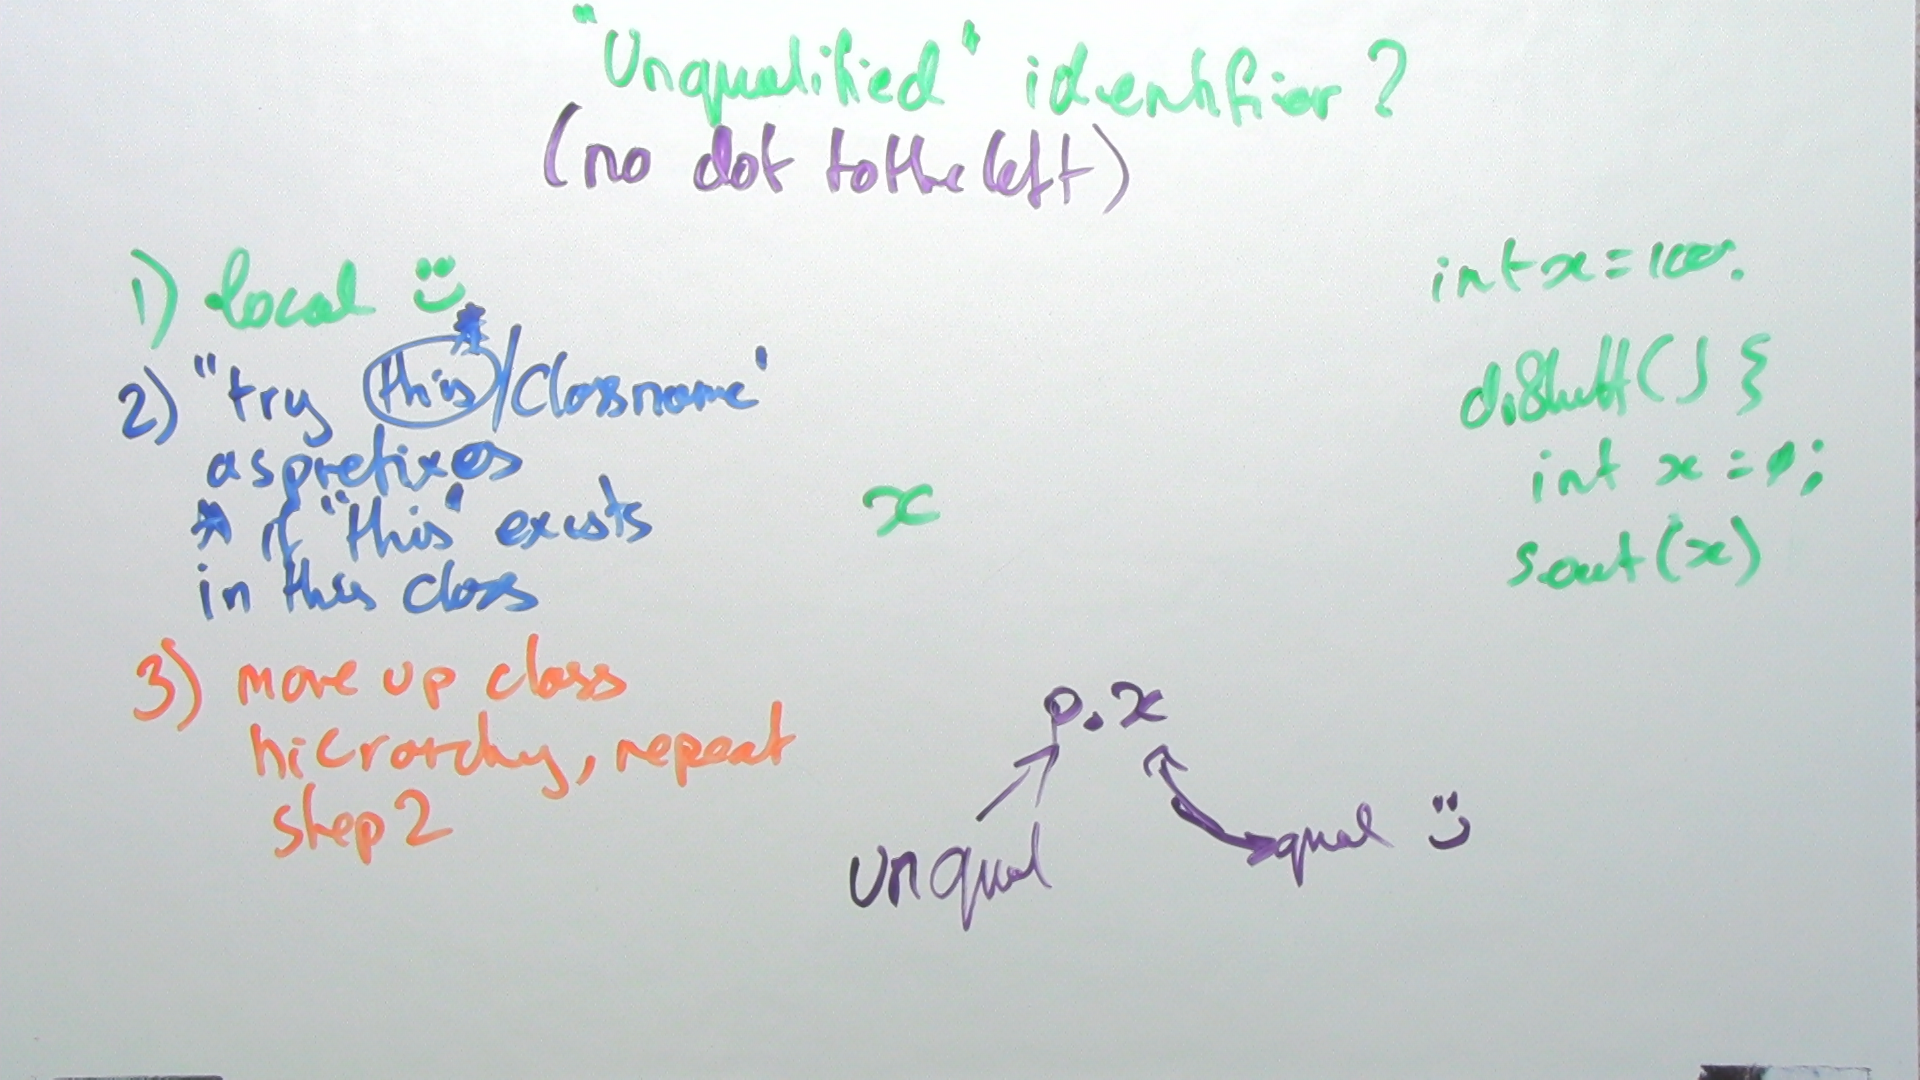 "Unqualified" identifier?
(no dot to the left)
1) local
2) "try this*/Classname"
as prefixes
* if "this" exists
in this class
3) move up class
hierarchy, repeat
step 2
x
p.x
unqual
qual
int x = 100;
doStuff() {
int x =
sout(x)